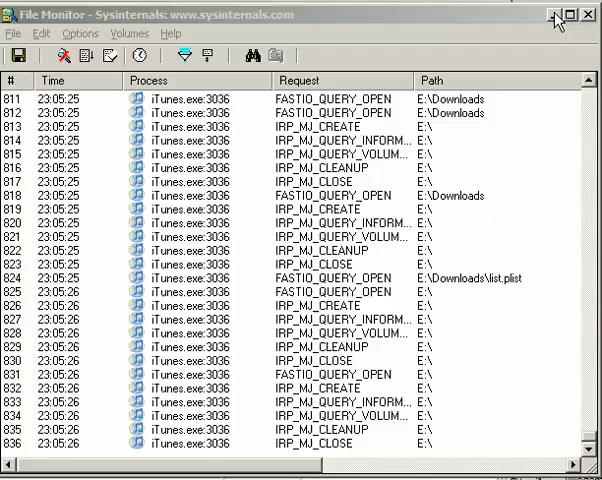 File Monitor - Sysinternals: www.sysinternals.com
File Edit Options Volumes Help
# Time Process Request Path
811 23:05:25 iTunes.exe:3036 FASTIO_QUERY_OPEN E:\Downloads
812 23:05:25 iTunes.exe:3036 FASTIO_QUERY_OPEN E:\Downloads
813 23:05:25 iTunes.exe:3036 IRP_MJ_CREATE E:\
814 23:05:25 iTunes.exe:3036 IRP_MJ_QUERY_INFORM... E:\
815 23:05:25 iTunes.exe:3036 IRP_MJ_QUERY_VOLUM... E:\
816 23:05:25 iTunes.exe:3036 IRP_MJ_CLEANUP E:\
817 23:05:25 iTunes.exe:3036 IRP_MJ_CLOSE E:\
818 23:05:25 iTunes.exe:3036 FASTIO_QUERY_OPEN E:\Downloads
819 23:05:25 iTunes.exe:3036 IRP_MJ_CREATE E:\
820 23:05:25 iTunes.exe:3036 IRP_MJ_QUERY_INFORM... E:\
821 23:05:25 iTunes.exe:3036 IRP_MJ_QUERY_VOLUM... E:\
822 23:05:25 iTunes.exe:3036 IRP_MJ_CLEANUP E:\
823 23:05:25 iTunes.exe:3036 IRP_MJ_CLOSE E:\
824 23:05:25 iTunes.exe:3036 FASTIO_QUERY_OPEN E:\Downloads\list.plist
825 23:05:26 iTunes.exe:3036 FASTIO_QUERY_OPEN E:\
826 23:05:26 iTunes.exe:3036 IRP_MJ_CREATE E:\
827 23:05:26 iTunes.exe:3036 IRP_MJ_QUERY_INFORM... E:\
828 23:05:26 iTunes.exe:3036 IRP_MJ_QUERY_VOLUM... E:\
829 23:05:26 iTunes.exe:3036 IRP_MJ_CLEANUP E:\
830 23:05:26 iTunes.exe:3036 IRP_MJ_CLOSE E:\
831 23:05:26 iTunes.exe:3036 FASTIO_QUERY_OPEN E:\
832 23:05:26 iTunes.exe:3036 IRP_MJ_CREATE E:\
833 23:05:26 iTunes.exe:3036 IRP_MJ_QUERY_INFORM... E:\
834 23:05:26 iTunes.exe:3036 IRP_MJ_QUERY_VOLUM... E:\
835 23:05:26 iTunes.exe:3036 IRP_MJ_CLEANUP E:\
836 23:05:26 iTunes.exe:3036 IRP_MJ_CLOSE E:\